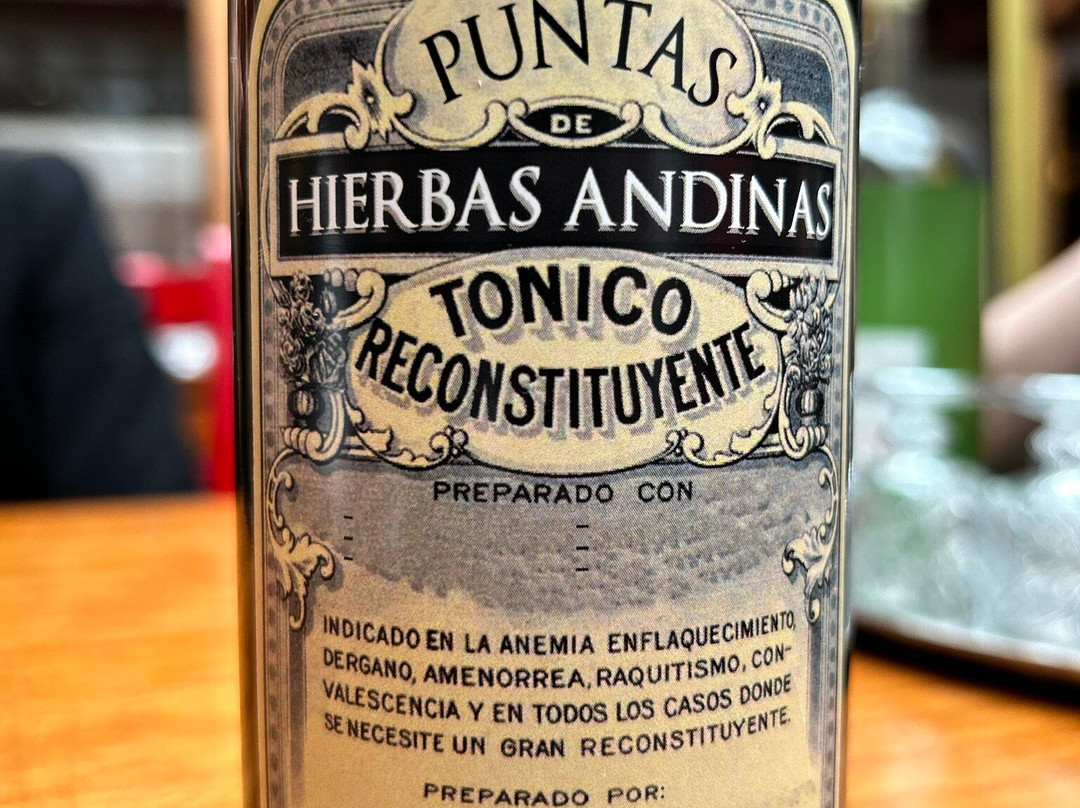 PUNTAS
DE
HIERBAS ANDINAS
TONICO
RECONSTITUYENTE
PREPARADO CON
-
-
-
-
-
-
INDICADO EN LA ANEMIA ENFLAQUECIMIENTO,
DERGANO, AMENORREA, RAQUITISMO, CON-
VALESCENCIA Y EN TODOS LOS CASOS DONDE
SE NECESITE UN GRAN RECONSTITUYENTE.
PREPARADO POR: